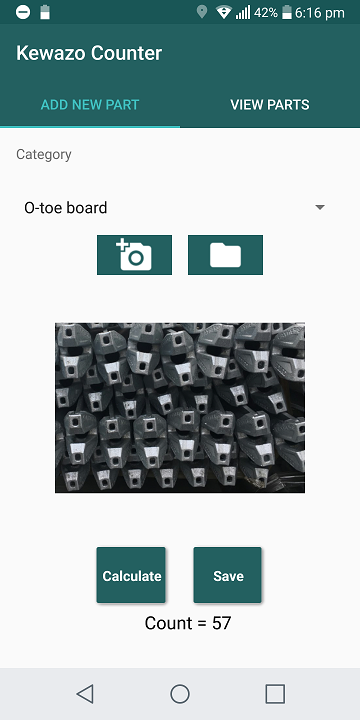 42% 6:16 pm
Kewazo Counter
ADD NEW PART VIEW PARTS
Category
O-toe board
Calculate Save
Count = 57